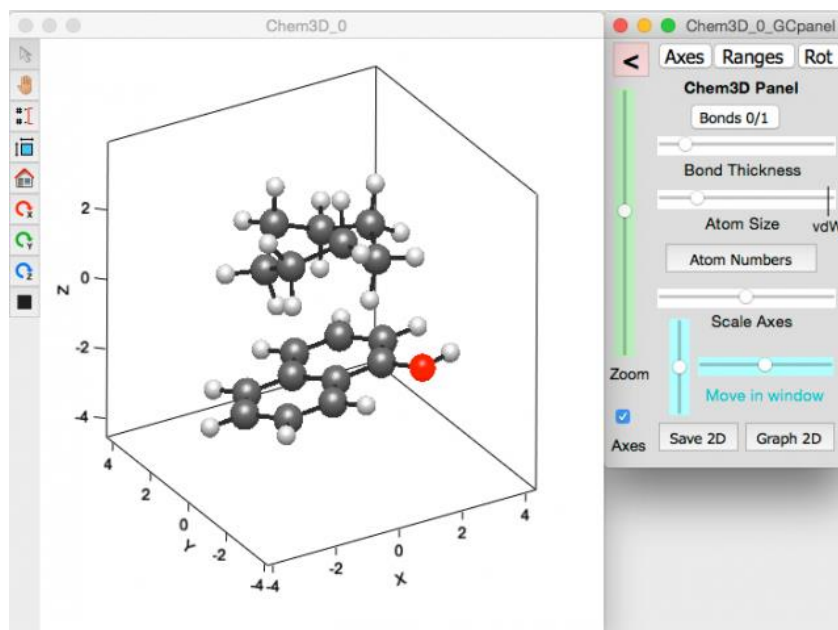 Chem3D_0
2
0
-2
-4
Z
4
2
0
-2
-4
Y
-4
-2
0
2
4
X
Chem3D_0_GCpanel
< Axes Ranges Rot
Chem3D Panel
Bonds 0/1
Bond Thickness
Atom Size vdW
Atom Numbers
Scale Axes
Zoom
Move in window
Axes
Save 2D Graph 2D